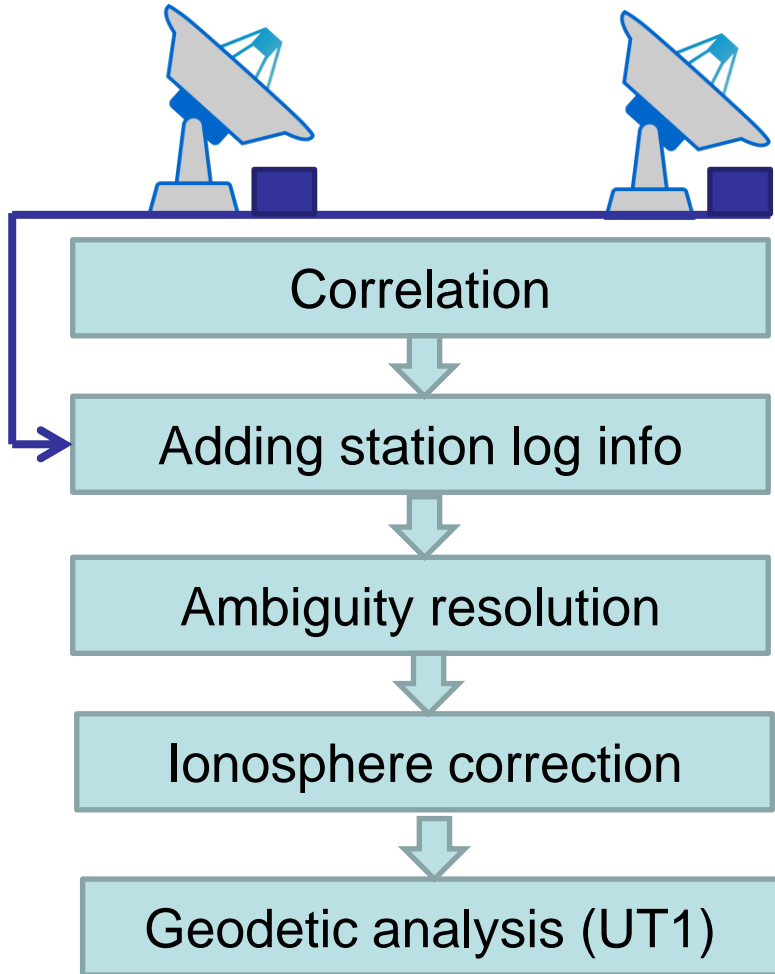 Correlation
Adding station log info
Ambiguity resolution
Ionosphere correction
Geodetic analysis (UT1)